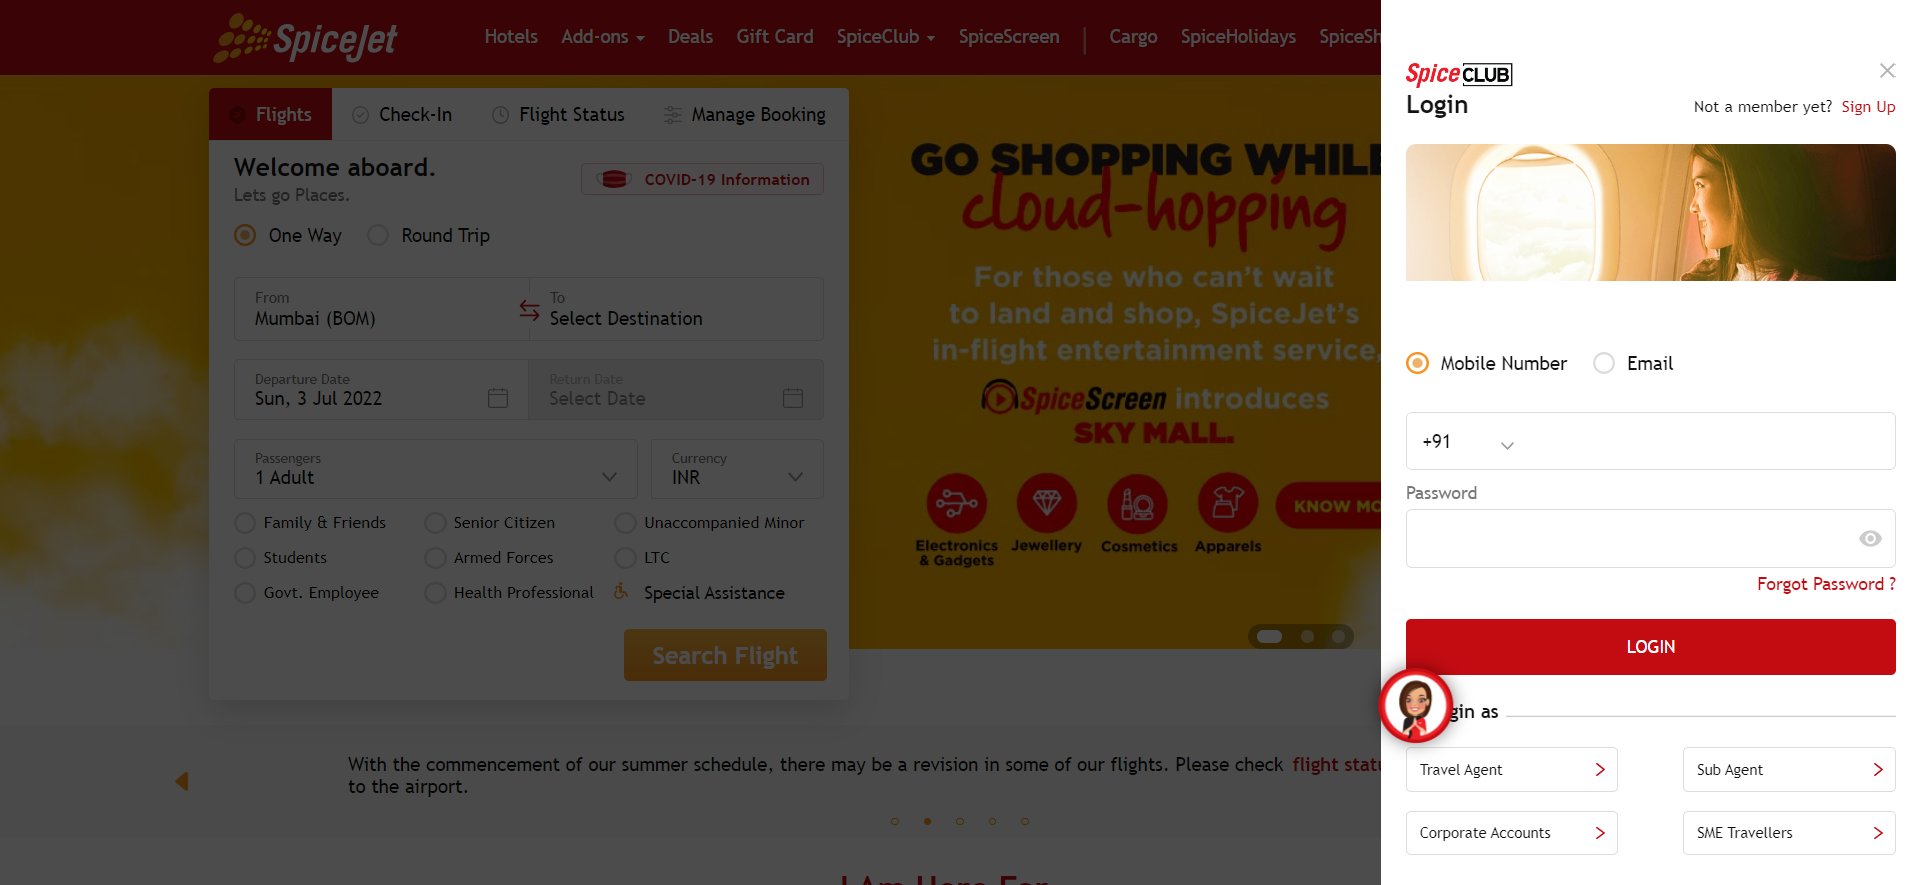 SpiceJet
Hotels Add-ons Deals Gift Card SpiceClub SpiceScreen Cargo SpiceHolidays SpiceSh
Flights Check-In Flight Status Manage Booking
Welcome aboard.
Lets go Places.
COVID-19 Information
One Way Round Trip
From
Mumbai (BOM)
To
Select Destination
Departure Date
Sun, 3 Jul 2022
Return Date
Select Date
Passengers
1 Adult
Currency
INR
Family & Friends Senior Citizen Unaccompanied Minor
Students Armed Forces LTC
Govt. Employee Health Professional Special Assistance
Search Flight
GO SHOPPING WHILE
cloud-hopping
For those who can't wait
to land and shop, SpiceJet's
in-flight entertainment service,
SpiceScreen introduces
SKY MALL.
KNOW MO
Electronics
& Gadgets
Jewellery
Cosmetics
Apparels
With the commencement of our summer schedule, there may be a revision in some of our flights. Please check flight statu
to the airport.
I Am Here For
SpiceCLUB
Login
Not a member yet? Sign Up
Mobile Number Email
+91
Password
Forgot Password ?
LOGIN
gin as
Travel Agent Sub Agent
Corporate Accounts SME Travellers